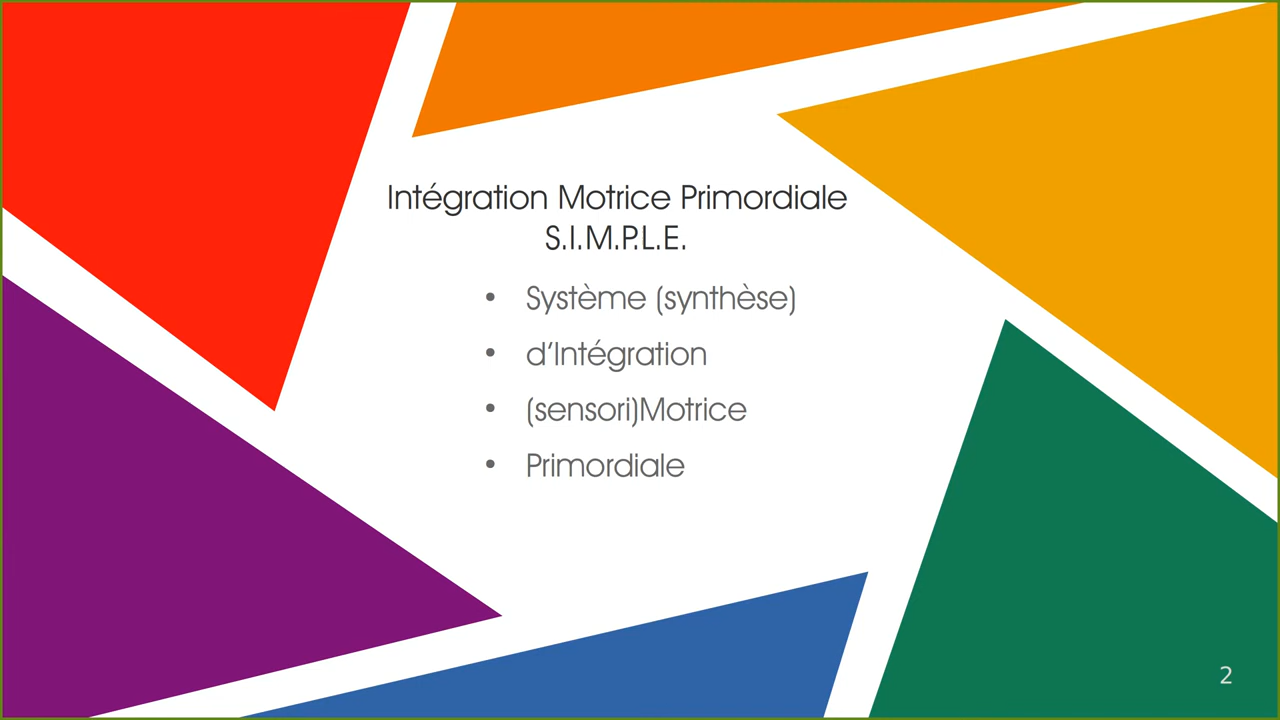 Intégration Motrice Primordiale
S.I.M.P.L.E.
• Système (synthèse)
• d’Intégration
• (sensori)Motrice
• Primordiale
2